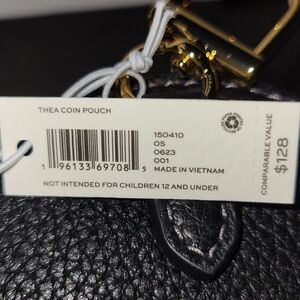 THEA COIN POUCH
150410
OS
0623
001
1 96133 69708 5
MADE IN VIETNAM
NOT INTENDED FOR CHILDREN 12 AND UNDER
COMPARABLE VALUE
$128